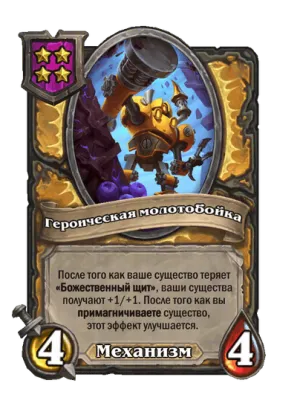 Героическая молотобойка
После того как ваше существо теряет
«Божественный щит», ваши существа
получают +1/+1. После того как вы
примагничиваете существо,
этот эффект улучшается.
4 Механизм 4